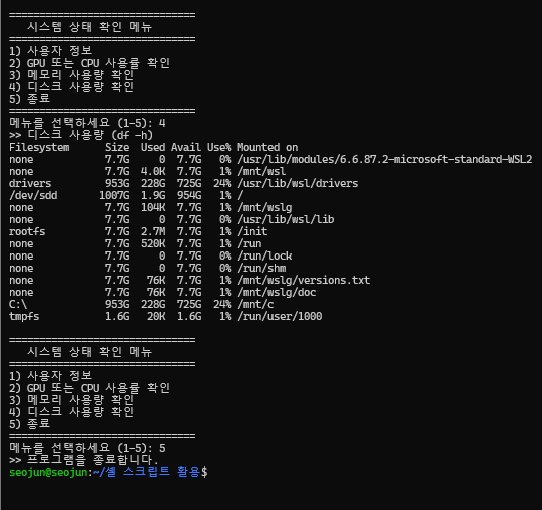 ===============================
시스템 상태 확인 메뉴
===============================
1) 사용자 정보
2) GPU 또는 CPU 사용률 확인
3) 메모리 사용량 확인
4) 디스크 사용량 확인
5) 종료
===============================
메뉴를 선택하세요 (1-5): 4
>> 디스크 사용량 (df -h)
Filesystem      Size  Used Avail Use% Mounted on
none            7.7G     0  7.7G   0% /usr/lib/modules/6.6.87.2-microsoft-standard-WSL2
none            7.7G  4.0K  7.7G   1% /mnt/wsl
drivers         953G  228G  725G  24% /usr/lib/wsl/drivers
/dev/sdd       1007G  1.9G  954G   1% /
none            7.7G  104K  7.7G   1% /mnt/wslg
none            7.7G     0  7.7G   0% /usr/lib/wsl/lib
rootfs          7.7G  2.7M  7.7G   1% /init
none            7.7G  520K  7.7G   1% /run
none            7.7G     0  7.7G   0% /run/lock
none            7.7G     0  7.7G   0% /run/shm
none            7.7G   76K  7.7G   1% /mnt/wslg/versions.txt
none            7.7G   76K  7.7G   1% /mnt/wslg/doc
C:\             953G  228G  725G  24% /mnt/c
tmpfs           1.6G   20K  1.6G   1% /run/user/1000
===============================
시스템 상태 확인 메뉴
===============================
1) 사용자 정보
2) GPU 또는 CPU 사용률 확인
3) 메모리 사용량 확인
4) 디스크 사용량 확인
5) 종료
===============================
메뉴를 선택하세요 (1-5): 5
>> 프로그램을 종료합니다.
seojun@seojun:~/셸 스크립트 활용$